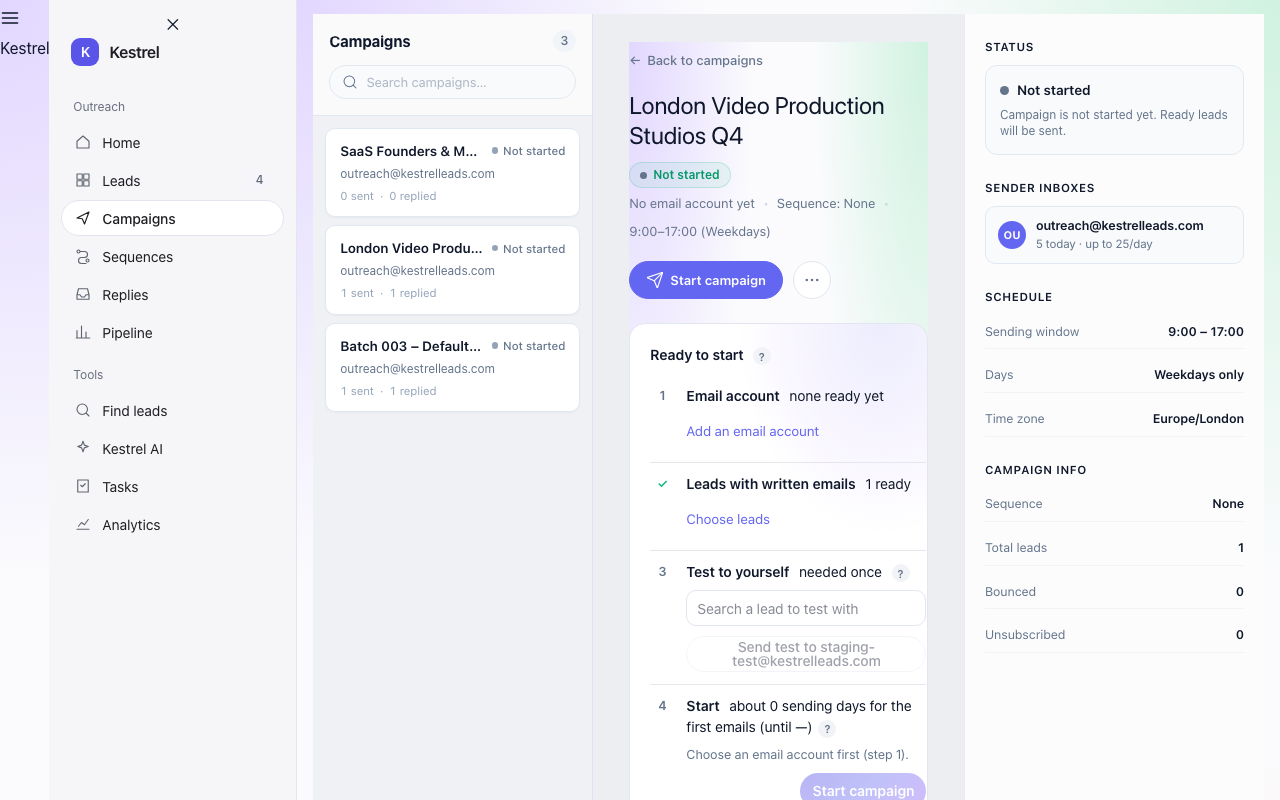 Kestrel
K Kestrel
Outreach
Home
Leads 4
Campaigns
Sequences
Replies
Pipeline
Tools
Find leads
Kestrel AI
Tasks
Analytics
Campaigns 3
Search campaigns...
SaaS Founders & M... Not started
outreach@kestrelleads.com
0 sent · 0 replied
London Video Produ... Not started
outreach@kestrelleads.com
1 sent · 1 replied
Batch 003 – Default... Not started
outreach@kestrelleads.com
1 sent · 1 replied
← Back to campaigns
London Video Production
Studios Q4
Not started
No email account yet · Sequence: None ·
9:00–17:00 (Weekdays)
Start campaign ···
Ready to start ?
1 Email account none ready yet
Add an email account
Leads with written emails 1 ready
Choose leads
3 Test to yourself needed once ?
Search a lead to test with
Send test to staging-
test@kestrelleads.com
4 Start about 0 sending days for the
first emails (until —) ?
Choose an email account first (step 1).
Start campaign
STATUS
Not started
Campaign is not started yet. Ready leads
will be sent.
SENDER INBOXES
OU outreach@kestrelleads.com
5 today · up to 25/day
SCHEDULE
Sending window 9:00 – 17:00
Days Weekdays only
Time zone Europe/London
CAMPAIGN INFO
Sequence None
Total leads 1
Bounced 0
Unsubscribed 0